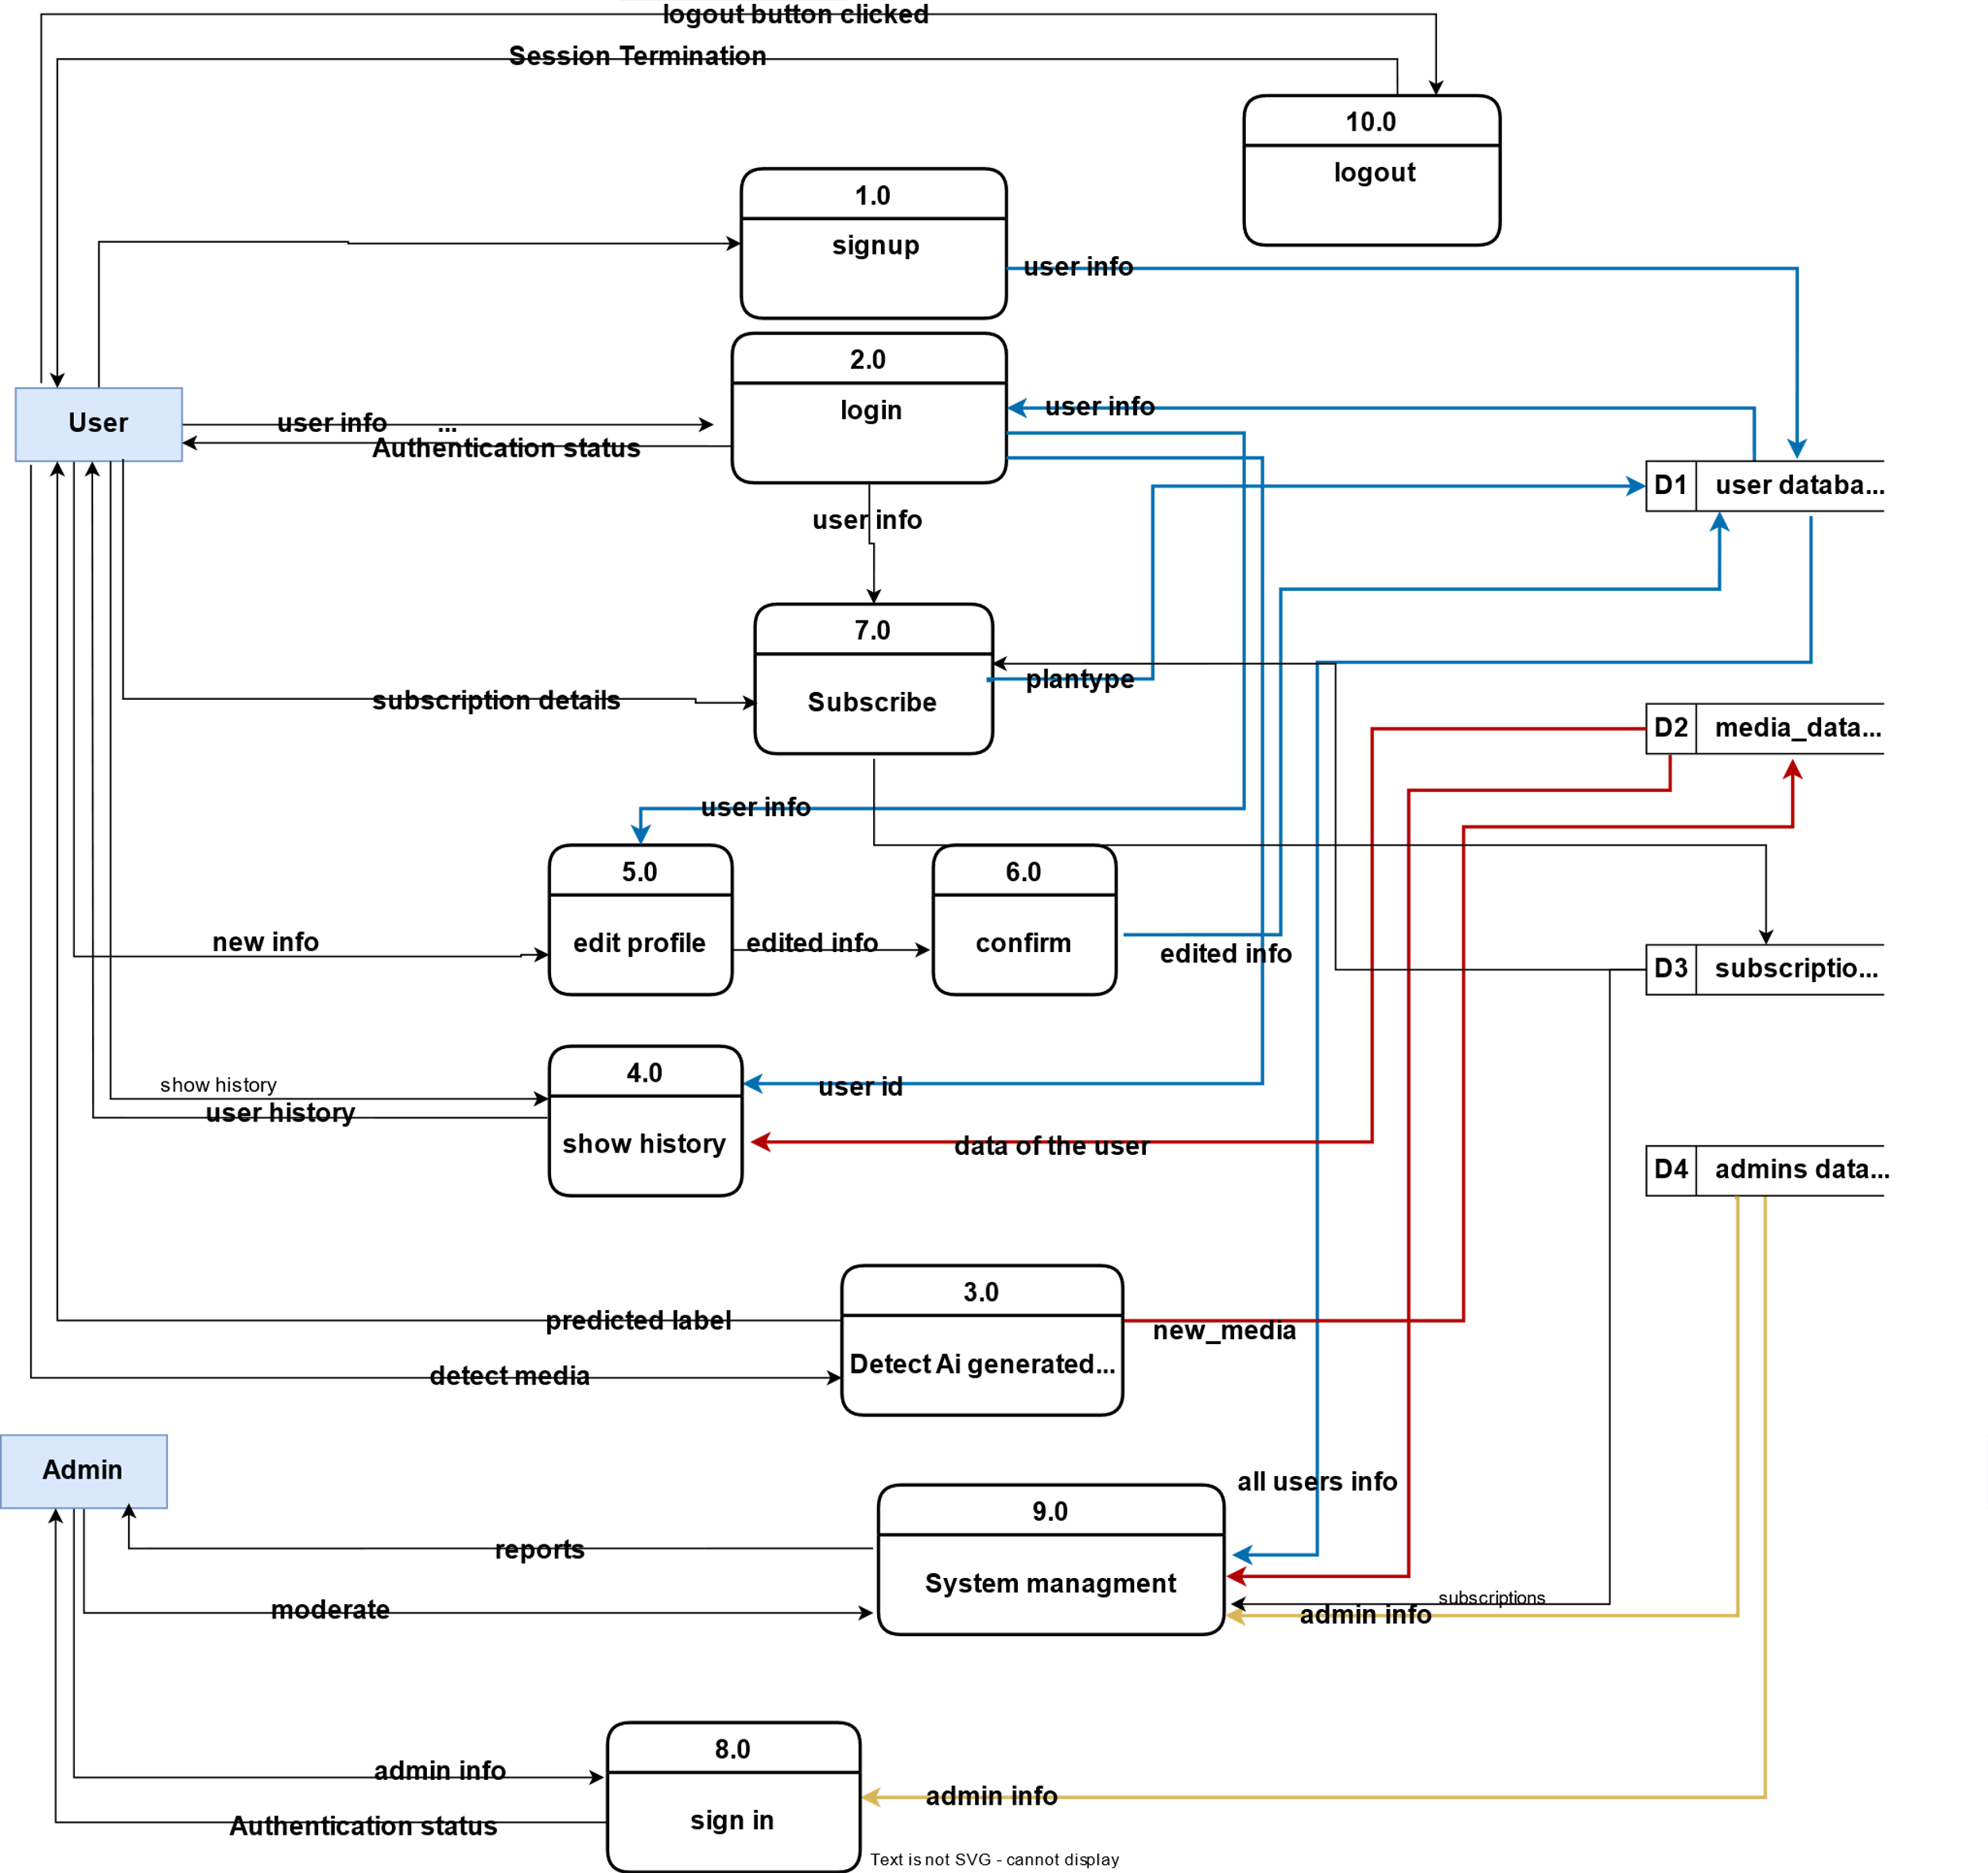 logout button clicked
Session Termination
10.0
logout
1.0
signup
user info
2.0
login
user info
User
user info ...
Authentication status
D1 user databa...
user info
7.0
Subscribe
plantype
subscription details
D2 media_data...
user info
5.0
edit profile
6.0
confirm
new info
edited info
edited info
D3 subscriptio...
4.0
show history
show history
user history
user id
data of the user
D4 admins data...
3.0
Detect Ai generated...
predicted label
new_media
detect media
Admin
all users info
9.0
System managment
reports
moderate
subscriptions
admin info
8.0
sign in
admin info
admin info
Authentication status
Text is not SVG - cannot display